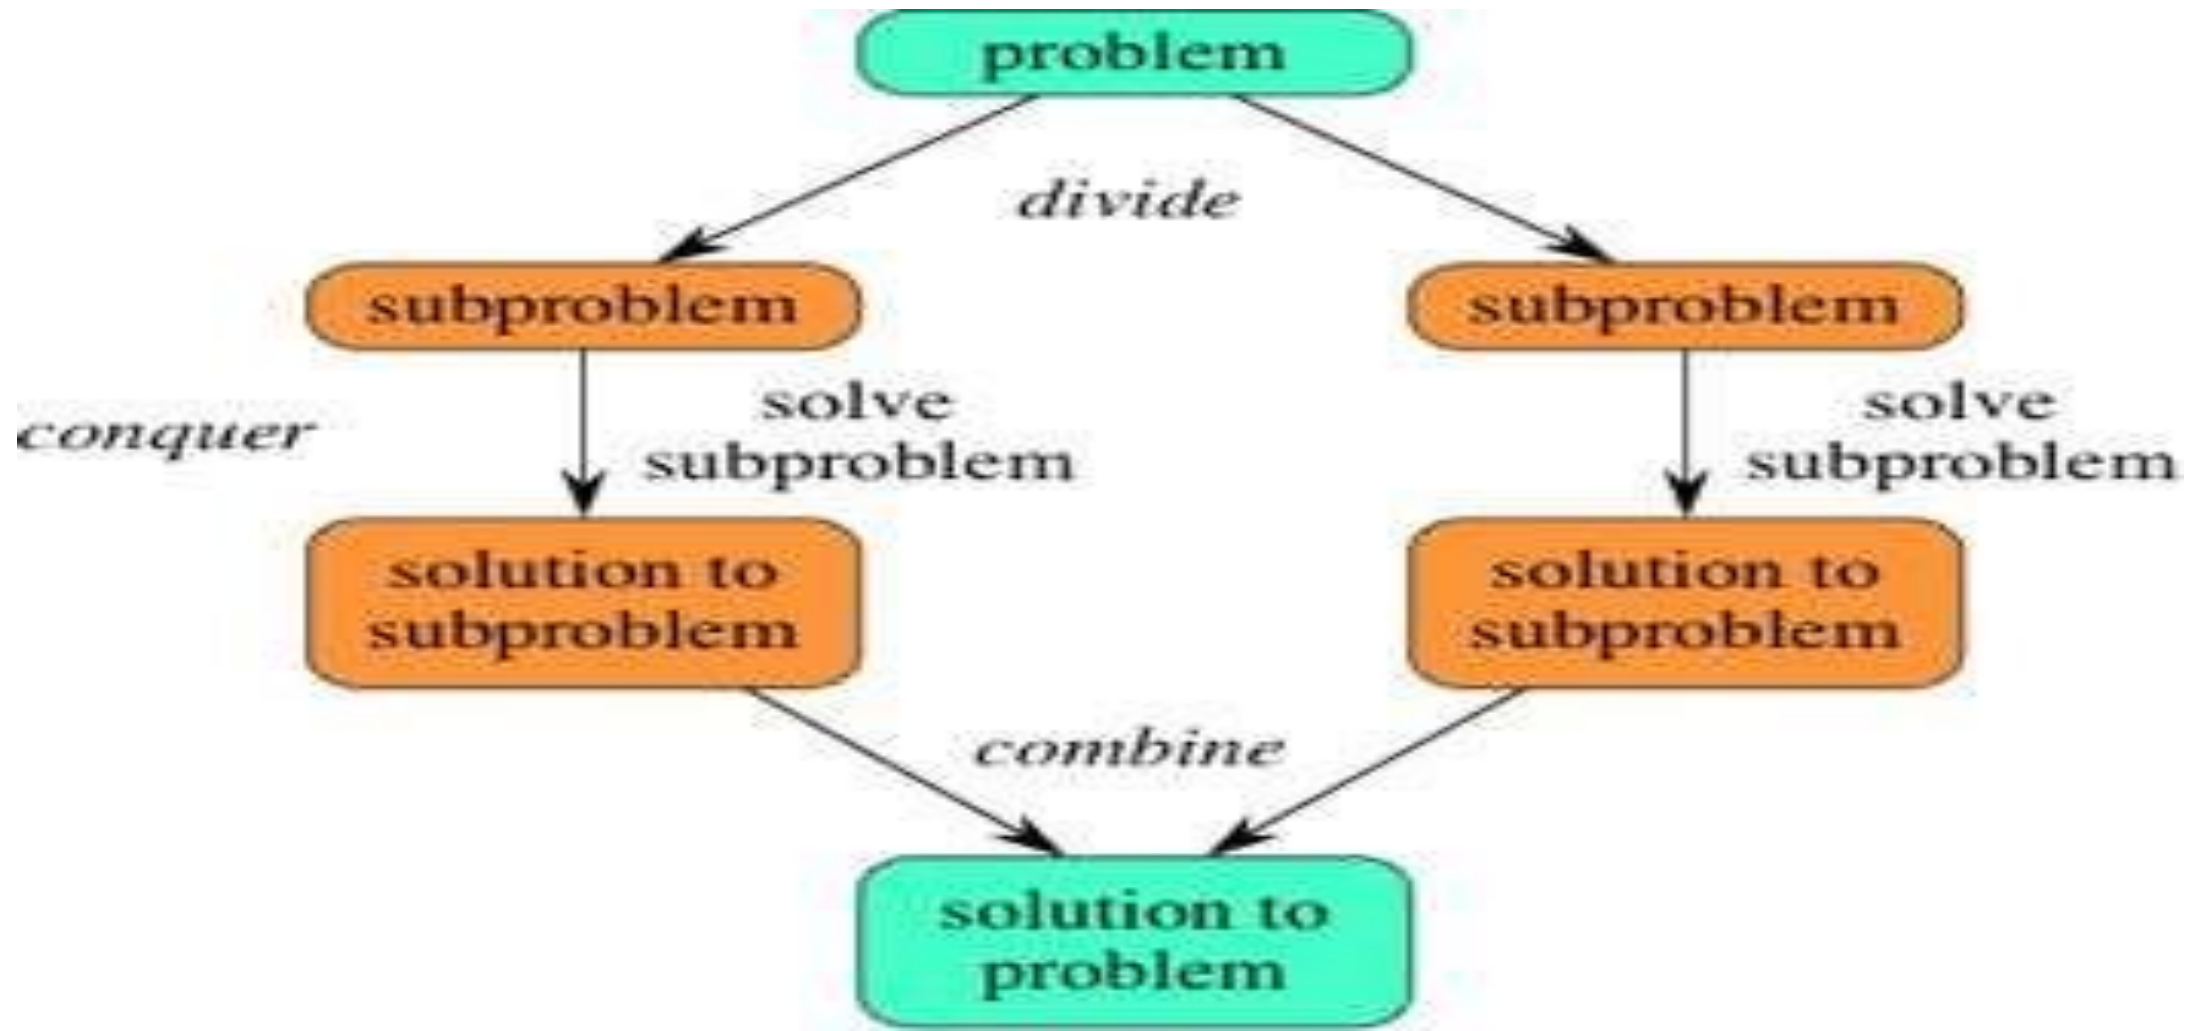 problem
divide
subproblem
subproblem
conquer
solve
subproblem
solve
subproblem
solution to
subproblem
solution to
subproblem
combine
solution to
problem